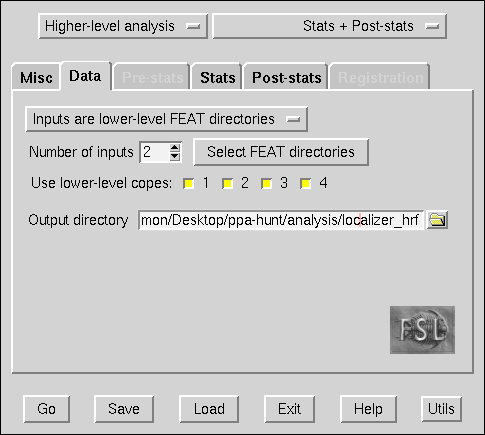 Higher-level analysis Stats + Post-stats
Misc Data Pre-stats Stats Post-stats Registration
Inputs are lower-level FEAT directories
Number of inputs 2 Select FEAT directories
Use lower-level copes: 1 2 3 4
Output directory mon/Desktop/ppa-hunt/analysis/localizer_hrf
FSL
Go Save Load Exit Help Utils